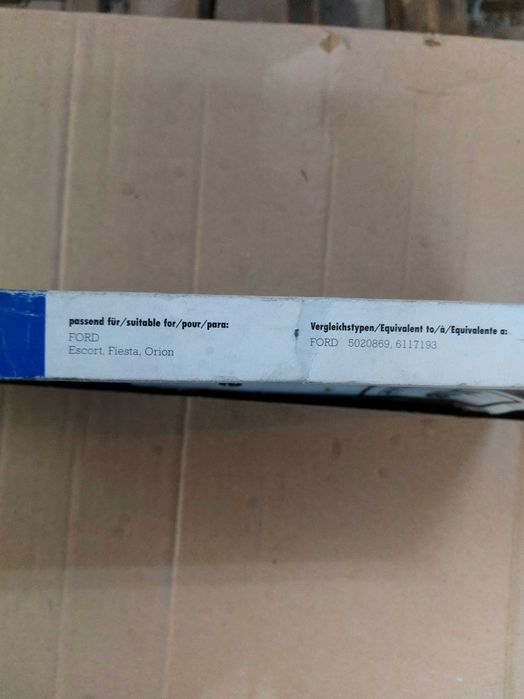 passend für/suitable for/pour/para:
FORD
Escort, Fiesta, Orion
Vergleichstypen/Equivalent to/à/Equivalente a:
FORD 5020869, 6117193